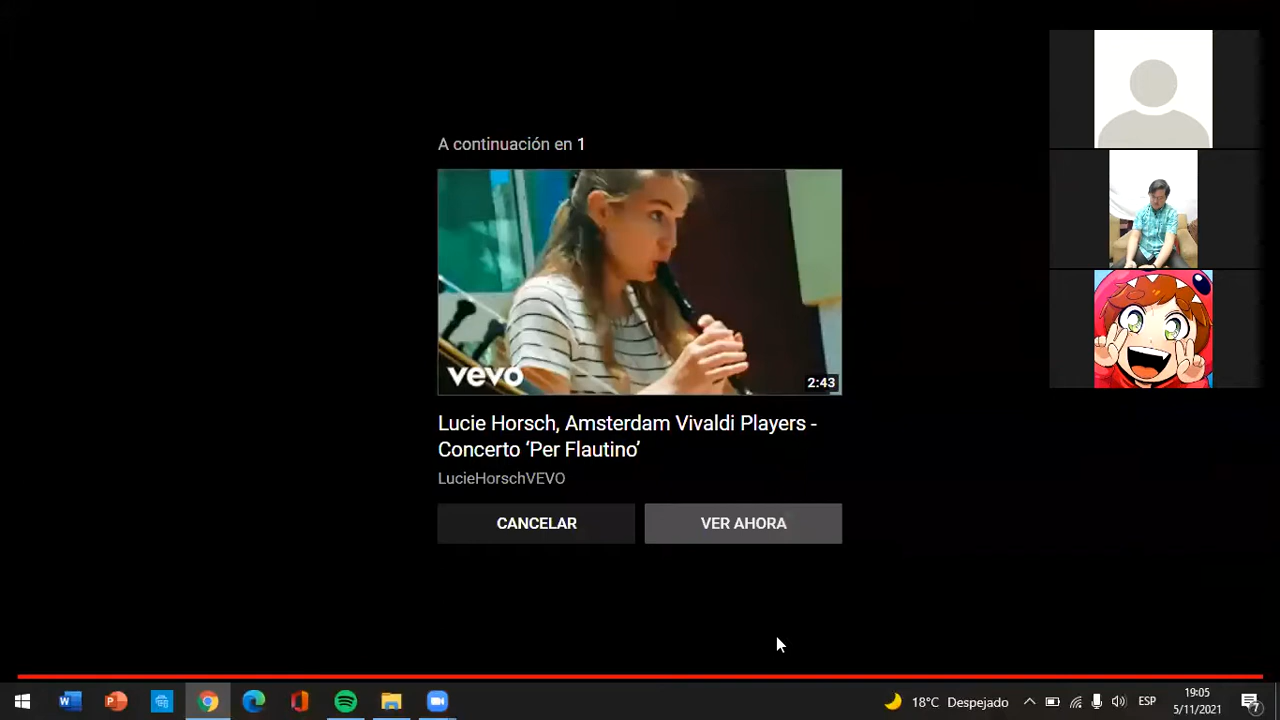 A continuación en 1
vevo
2:43
Lucie Horsch, Amsterdam Vivaldi Players -
Concerto ‘Per Flautino’
LucieHorschVEVO
CANCELAR
VER AHORA
18°C Despejado
ESP
19:05
5/11/2021
7